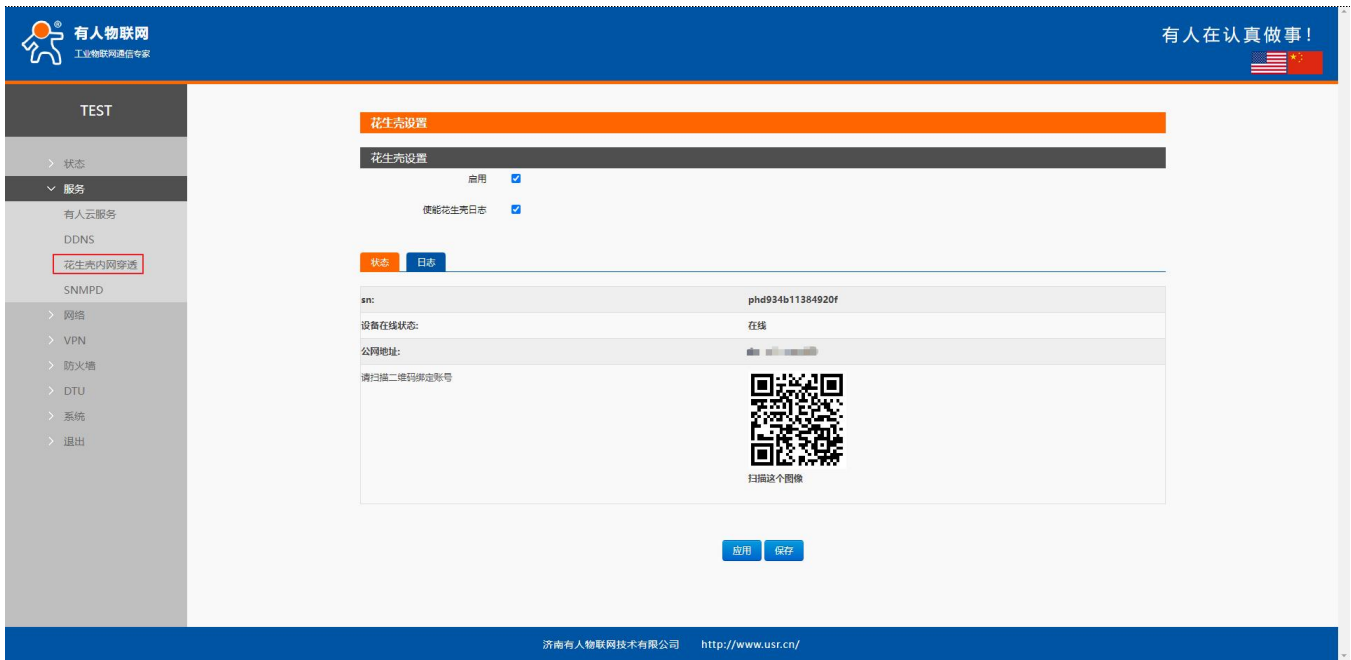 有人物联网
工业物联网通信专家
有人在认真做事!
TEST
状态
服务
有人云服务
DDNS
花生壳内网穿透
SNMPD
网络
VPN
防火墙
DTU
系统
退出
花生壳设置
花生壳设置
启用
使能花生壳日志
状态 日志
sn: phd934b11384920f
设备在线状态: 在线
公网地址:
请扫描二维码绑定账号
扫描这个图像
应用 保存
济南有人物联网技术有限公司 http://www.usr.cn/